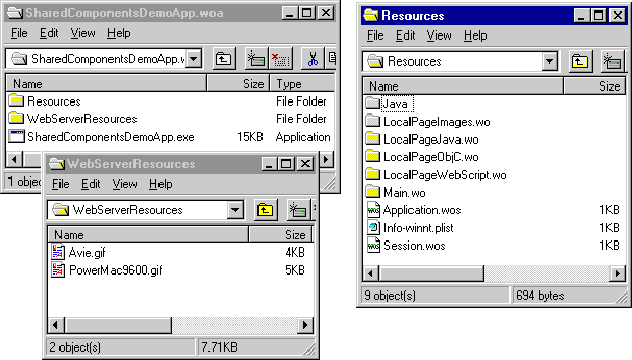 SharedComponentsDemoApp.woa
File Edit View Help
SharedComponentsDemoApp.w
Name Size Type
Resources File Folder
WebServerResources File Folder
SharedComponentsDemoApp.exe 15KB Application
1 object
WebServerResources
File Edit View Help
WebServerResources
Name Size
Avie.gif 4KB
PowerMac9600.gif 5KB
2 object(s) 7.71KB
Resources
File Edit View Help
Resources
Name Size
Java
LocalPageImages.wo
LocalPageJava.wo
LocalPageObjC.wo
LocalPageWebScript.wo
Main.wo
Application.wos 1KB
Info-winnt.plist 1KB
Session.wos 1KB
9 object(s) 694 bytes